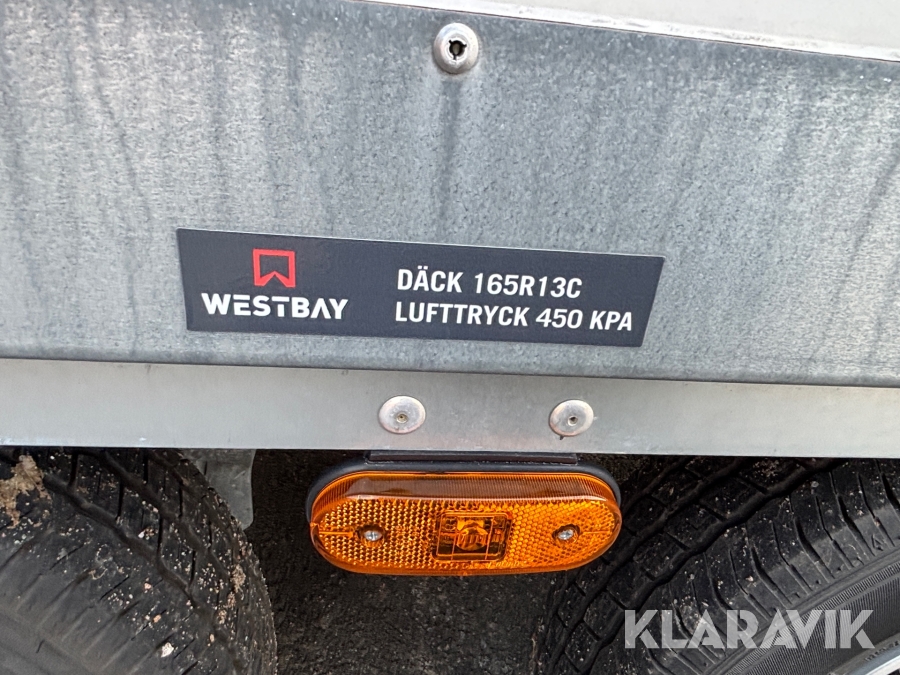 WESTBAY
DÄCK 165R13C
LUFTTRYCK 450 KPA
KLARAVIK